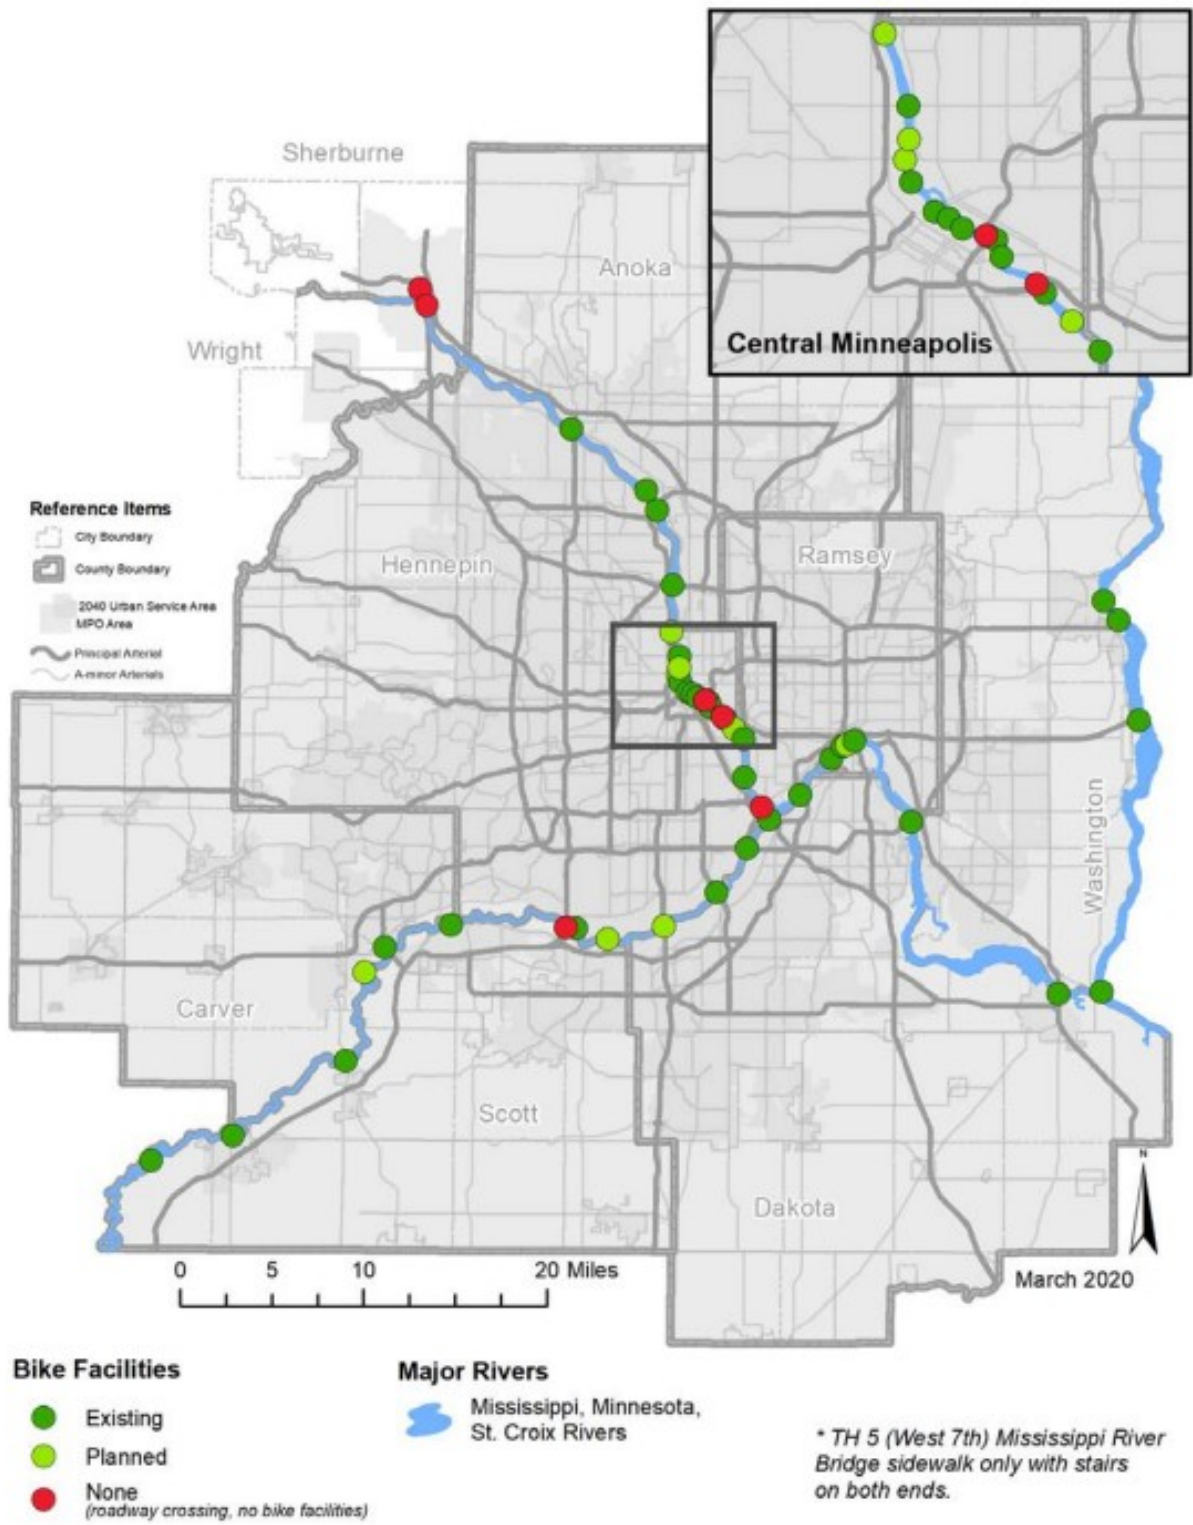 Central Minneapolis
Sherburne
Anoka
Wright
Reference Items
City Boundary
County Boundary
2040 Urban Service Area
MPO Area
Principal Arterial
A-minor Arterials
Hennepin
Ramsey
Washington
Carver
Scott
Dakota
N
March 2020
0 5 10 20 Miles
Bike Facilities
Existing
Planned
None
(roadway crossing, no bike facilities)
Major Rivers
Mississippi, Minnesota,
St. Croix Rivers
* TH 5 (West 7th) Mississippi River
Bridge sidewalk only with stairs
on both ends.